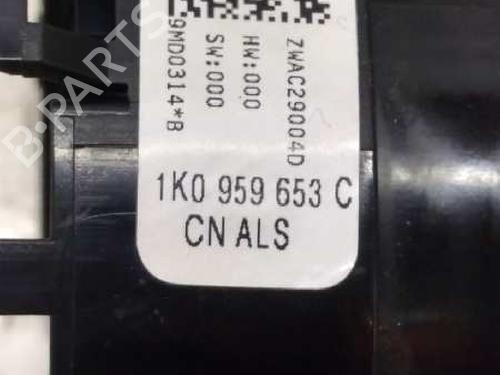 ZWAC29004D
HW:000
SW:000
9MD0314*B
1K0 959 653 C
CN ALS
B-PARTS